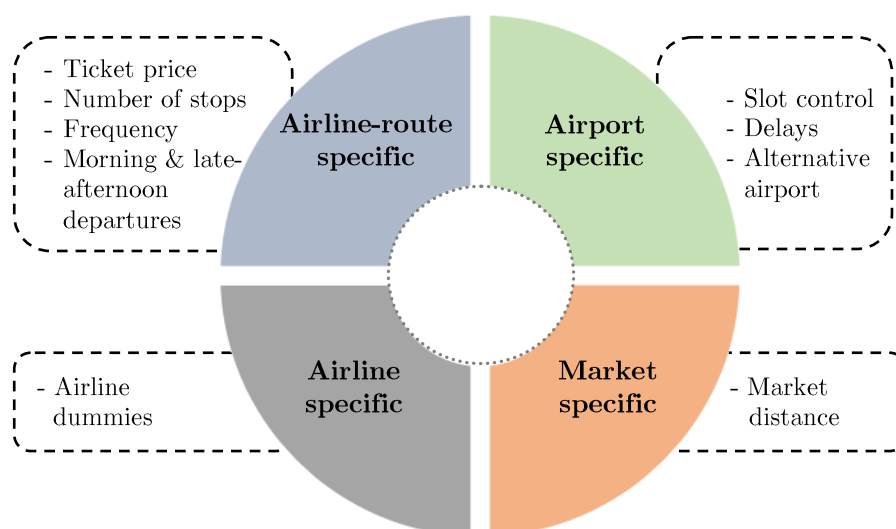 - Ticket price
- Number of stops
- Frequency
- Morning & late-
afternoon
departures
Airline-route
specific
Airport
specific
- Slot control
- Delays
- Alternative
airport
- Airline
dummies
Airline
specific
Market
specific
- Market
distance